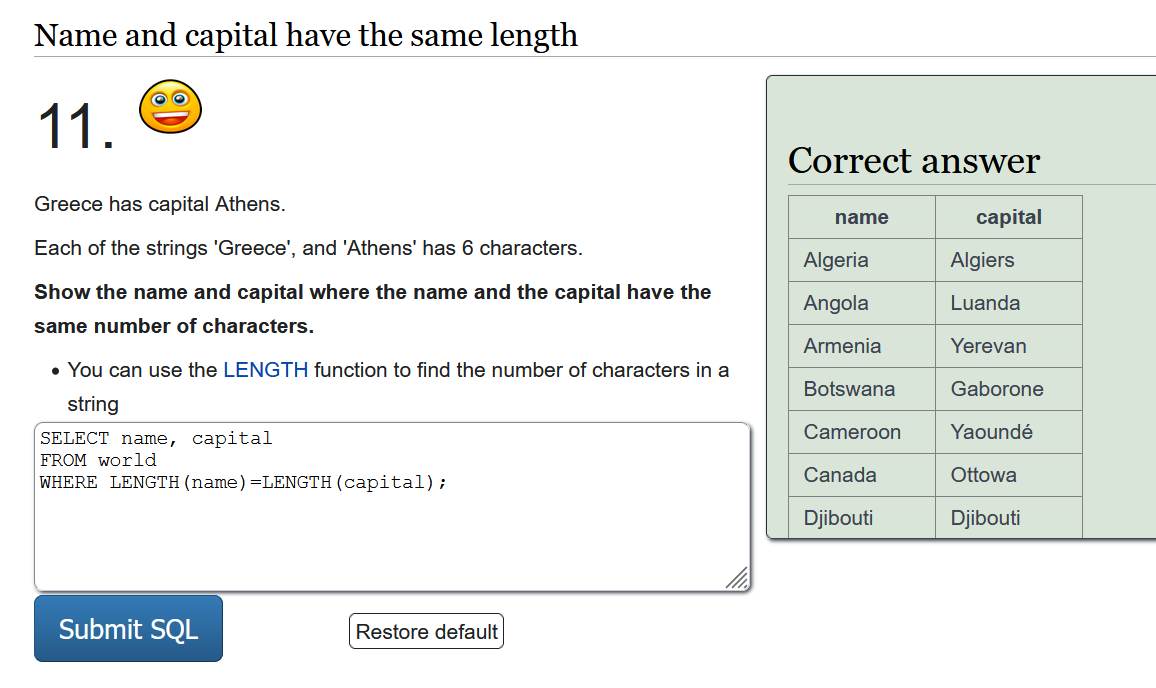 Name and capital have the same length
11.
Greece has capital Athens.
Each of the strings 'Greece', and 'Athens' has 6 characters.
Show the name and capital where the name and the capital have the
same number of characters.
• You can use the LENGTH function to find the number of characters in a
string
SELECT name, capital
FROM world
WHERE LENGTH(name)=LENGTH(capital);
Submit SQL
Restore default
Correct answer
name capital
Algeria Algiers
Angola Luanda
Armenia Yerevan
Botswana Gaborone
Cameroon Yaoundé
Canada Ottowa
Djibouti Djibouti